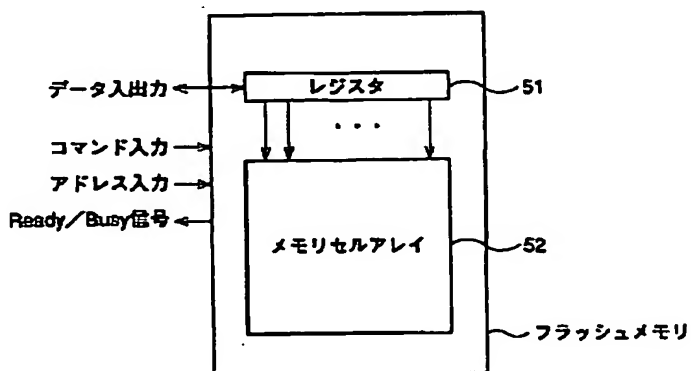 データ入出力
レジスタ
51
・・・
コマンド入力
アドレス入力
Ready/Busy信号
メモリセルアレイ
52
フラッシュメモリ